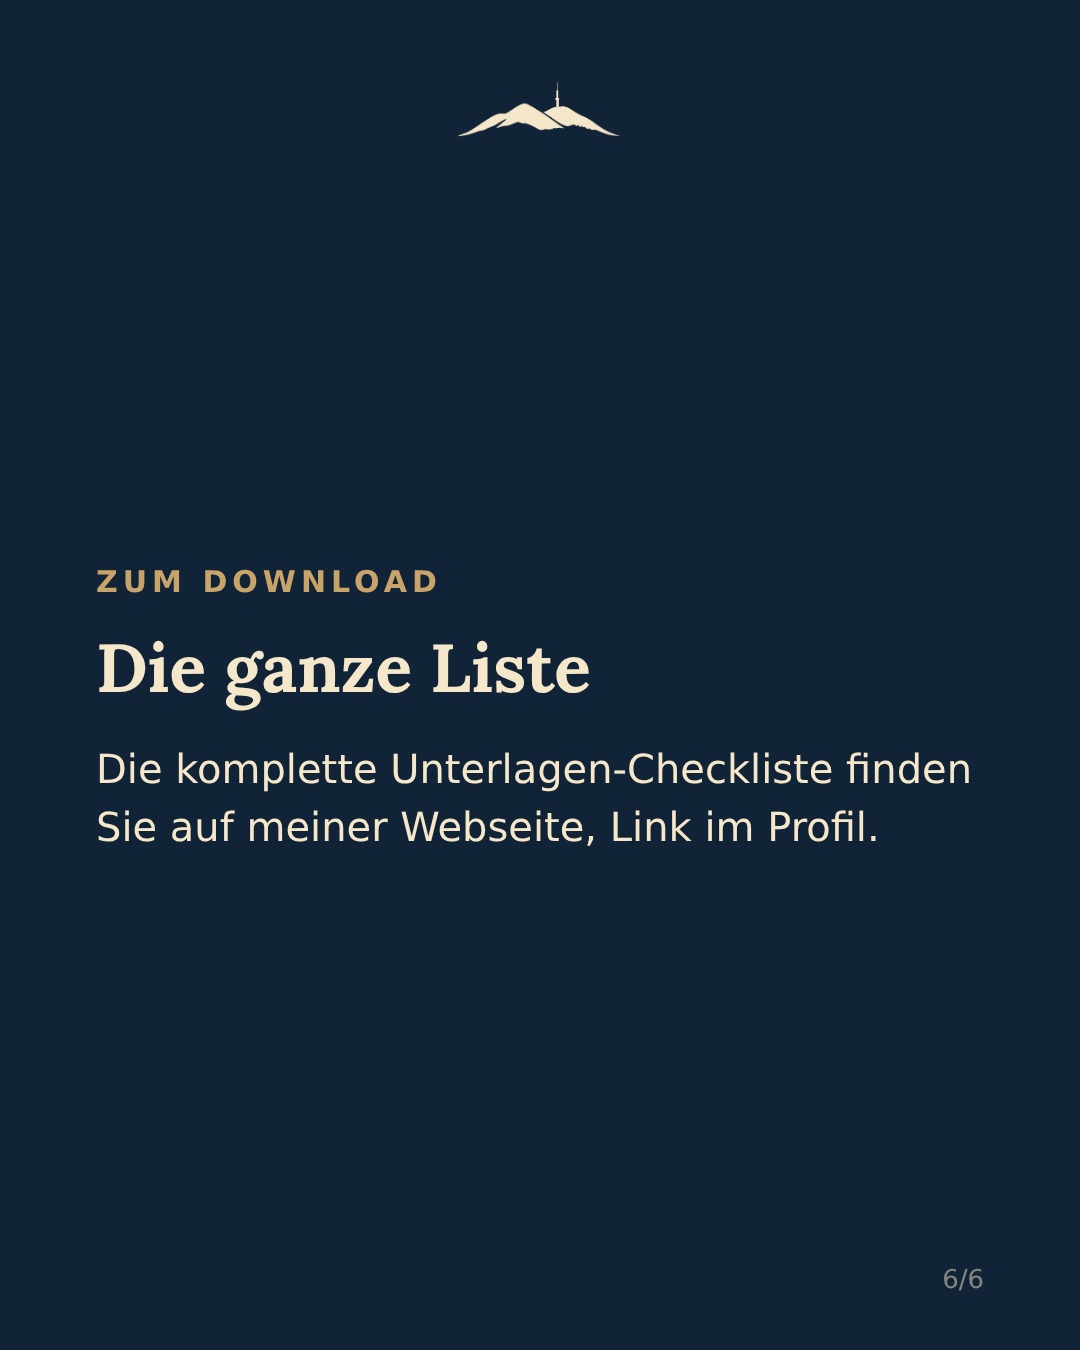 ZUM DOWNLOAD
Die ganze Liste
Die komplette Unterlagen-Checkliste finden
Sie auf meiner Webseite, Link im Profil.
6/6